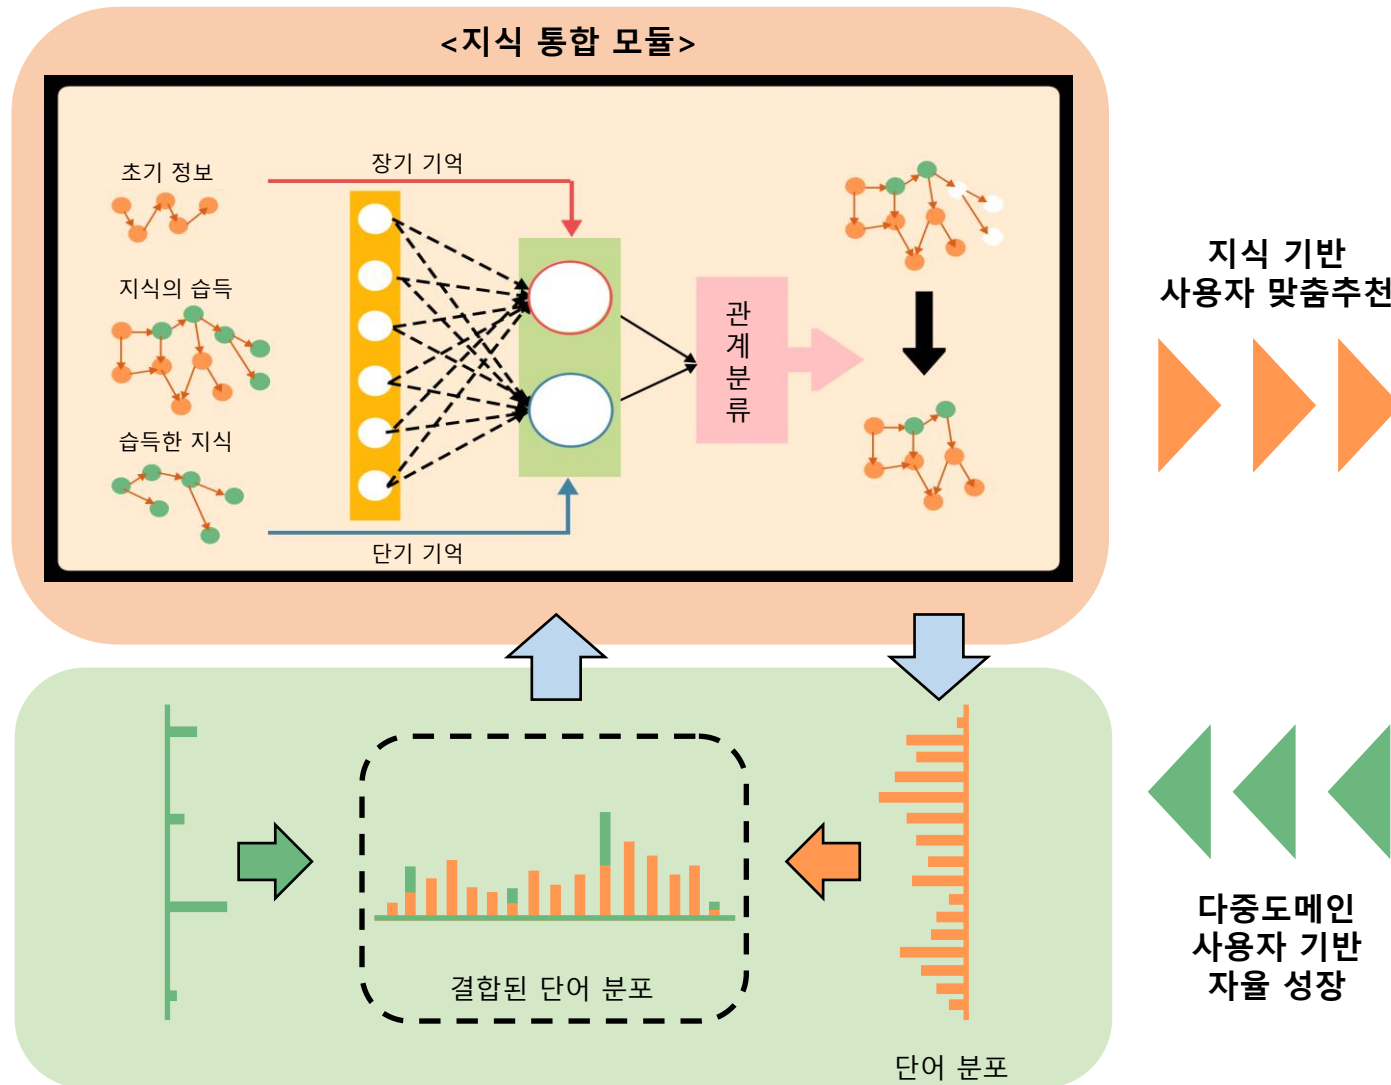 <지식 통합 모듈>
초기 정보
장기 기억
지식의 습득
습득한 지식
단기 기억
관
계
분
류
지식 기반
사용자 맞춤추천
결합된 단어 분포
단어 분포
다중도메인
사용자 기반
자율 성장